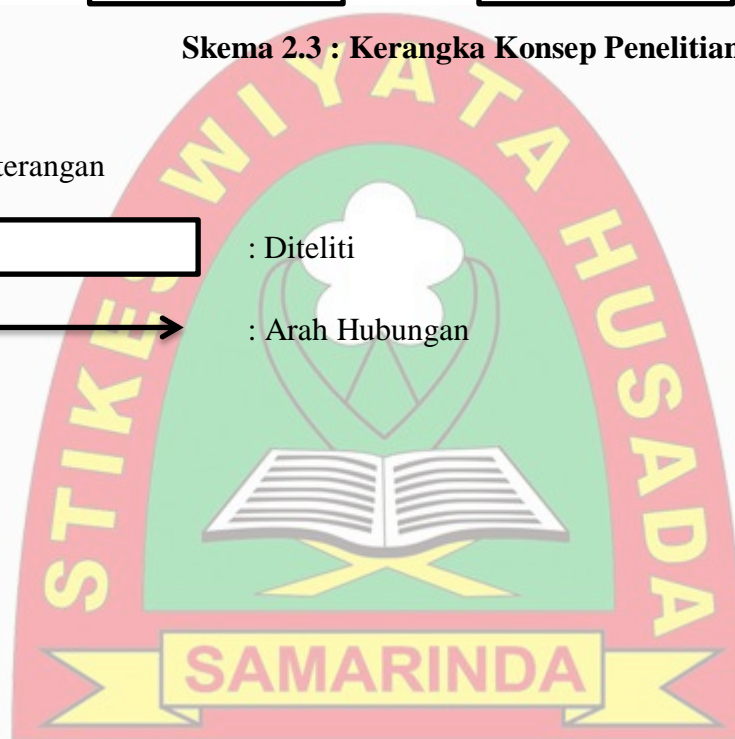 Skema 2.3 : Kerangka Konsep Penelitian
terangan
: Diteliti
: Arah Hubungan
STIKES WIYATA HUSADA
SAMARINDA